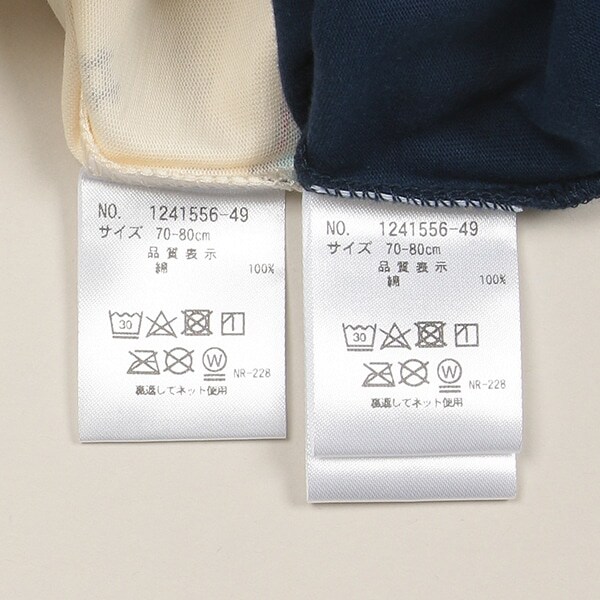 NO. 1241556-49
サイズ 70-80cm
品質表示
綿 100%
30
W
NR-228
裏返してネット使用
NO. 1241556-49
サイズ 70-80cm
品質表示
綿 100%
30
W
NR-228
裏返してネット使用